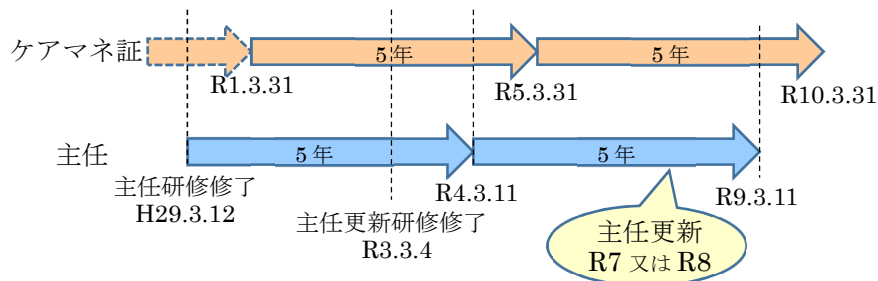 ケアマネ証
5年
5年
R1.3.31
R5.3.31
R10.3.31
主任
5年
5年
主任研修修了
H29.3.12
R4.3.11
R9.3.11
主任更新研修修了
R3.3.4
主任更新
R7 又は R8